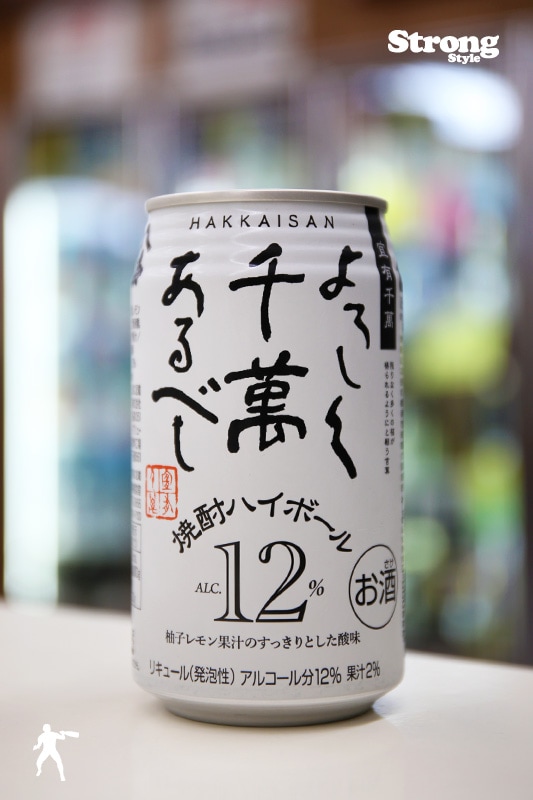 Strong
Style
HAKKAISAN
よろしく
千萬
あるべし
宜有千萬
焼酎ハイボール
ALC. 12%
お酒
柚子レモン果汁のすっきりとした酸味
リキュール(発泡性) アルコール分12% 果汁2%